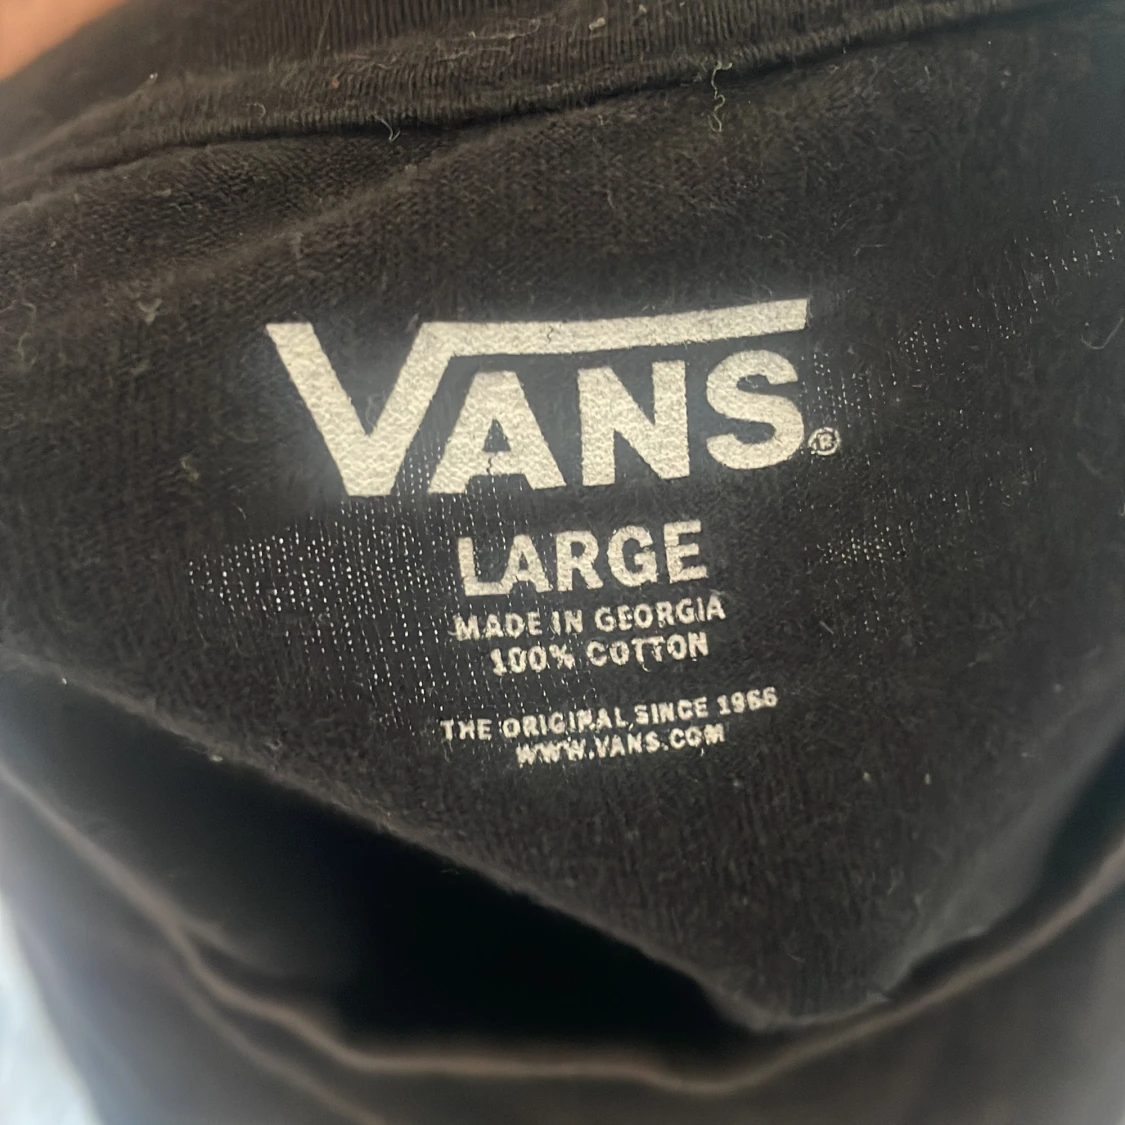 VANS®
LARGE
MADE IN GEORGIA
100% COTTON
THE ORIGINAL SINCE 1966
WWW.VANS.COM